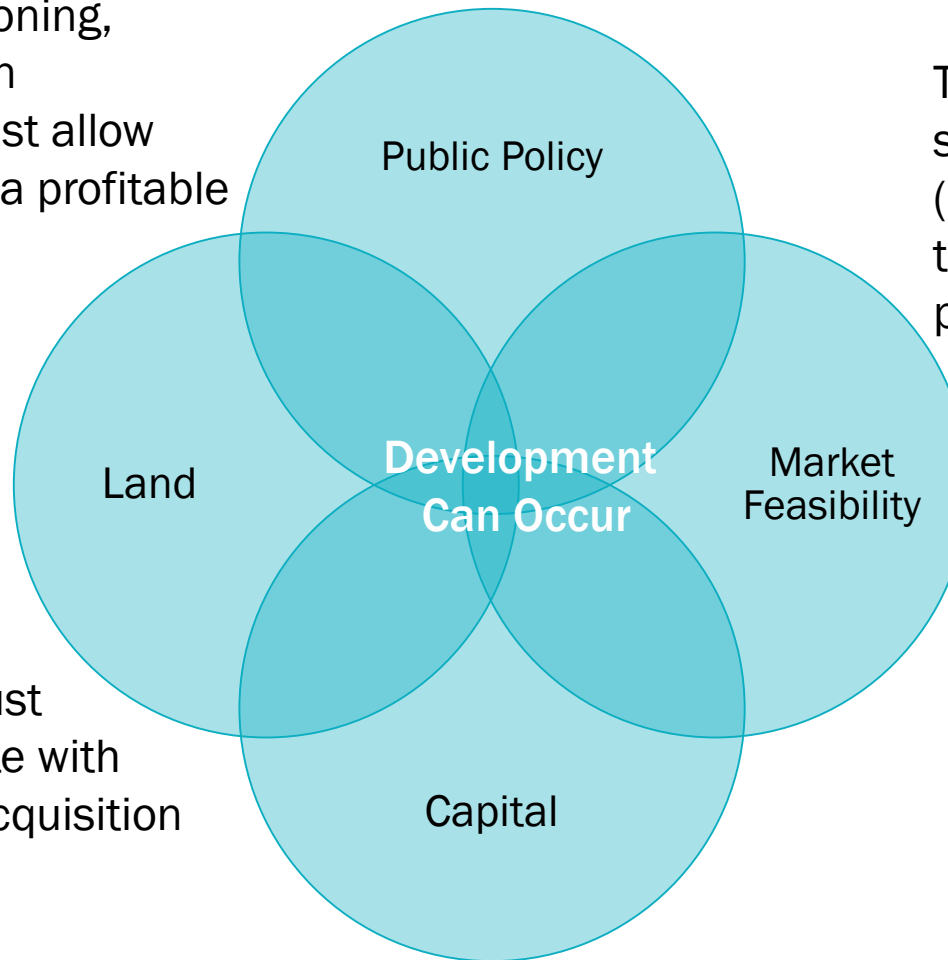 oning,
n
st allow
a profitable
Public Policy
T
s
(
t
p
Land
Development
Can Occur
Market
Feasibility
ust
e with
cquisition
Capital